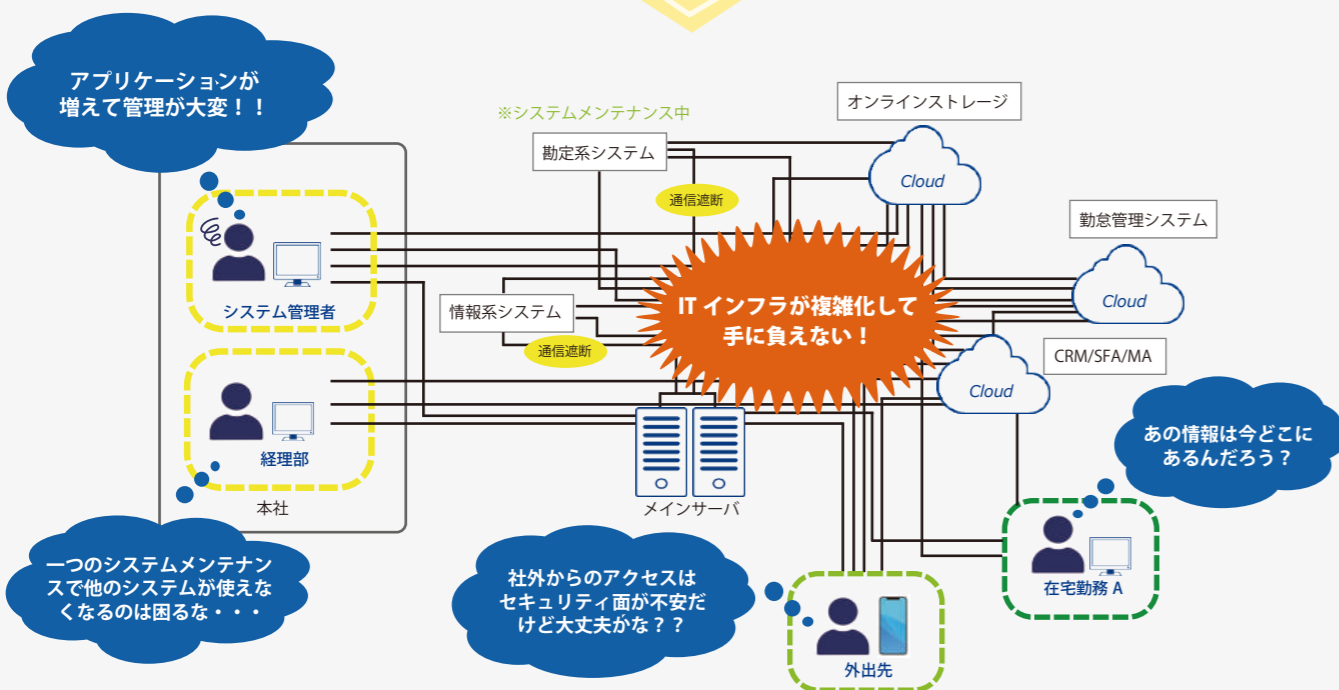 アプリケーションが
増えて管理が大変！！
※システムメンテナンス中
オンラインストレージ
勘定系システム
Cloud
通信遮断
勤怠管理システム
Cloud
システム管理者
情報系システム
IT インフラが複雑化して
手に負えない！
通信遮断
CRM/SFA/MA
Cloud
経理部
本社
メインサーバ
あの情報は今どこに
あるんだろう？
一つのシステムメンテナン
スで他のシステムが使えな
くなるのは困るな・・・
社外からのアクセスは
セキュリティ面が不安だ
けど大丈夫かな？？
在宅勤務 A
外出先